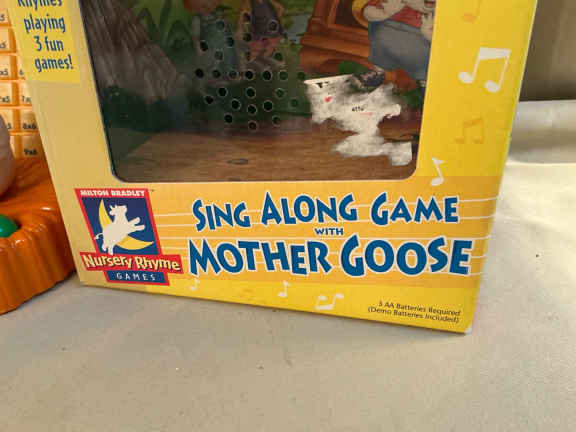 Rhymes
playing
3 fun
games!
MILTON BRADLEY
Nursery Rhyme
GAMES
SING ALONG GAME
WITH
MOTHER GOOSE
3 AA Batteries Required
(Demo Batteries Included)